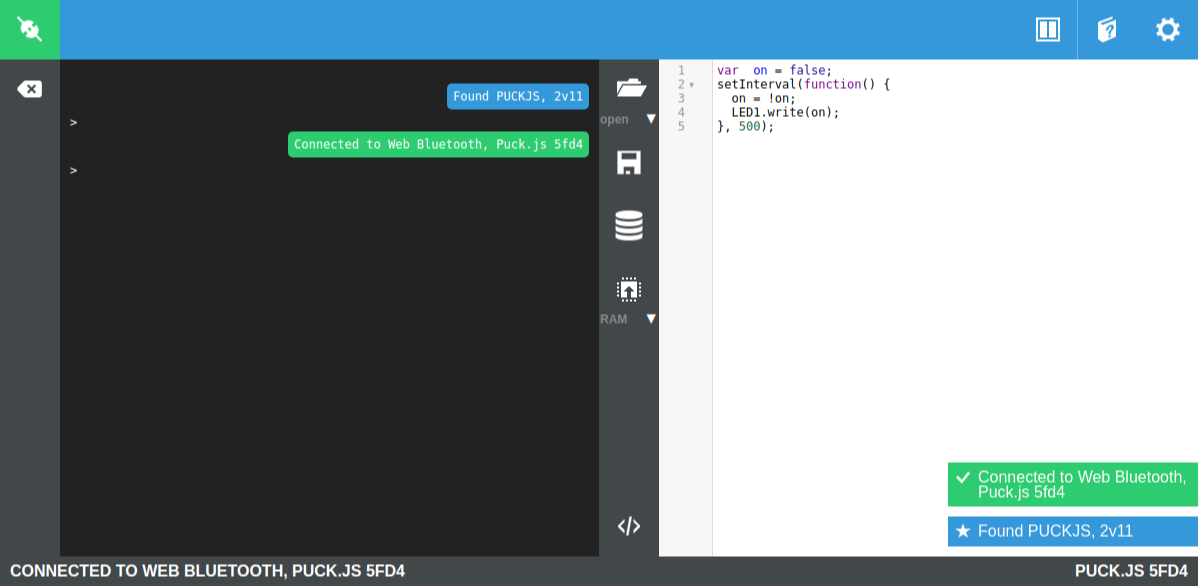 Found PUCKJS, 2v11
>
Connected to Web Bluetooth, Puck.js 5fd4
>
open ▼
RAM ▼
1 var  on = false;
2 ▾ setInterval(function() {
3   on = !on;
4   LED1.write(on);
5 }, 500);
Connected to Web Bluetooth,
Puck.js 5fd4
Found PUCKJS, 2v11
CONNECTED TO WEB BLUETOOTH, PUCK.JS 5FD4
PUCK.JS 5FD4